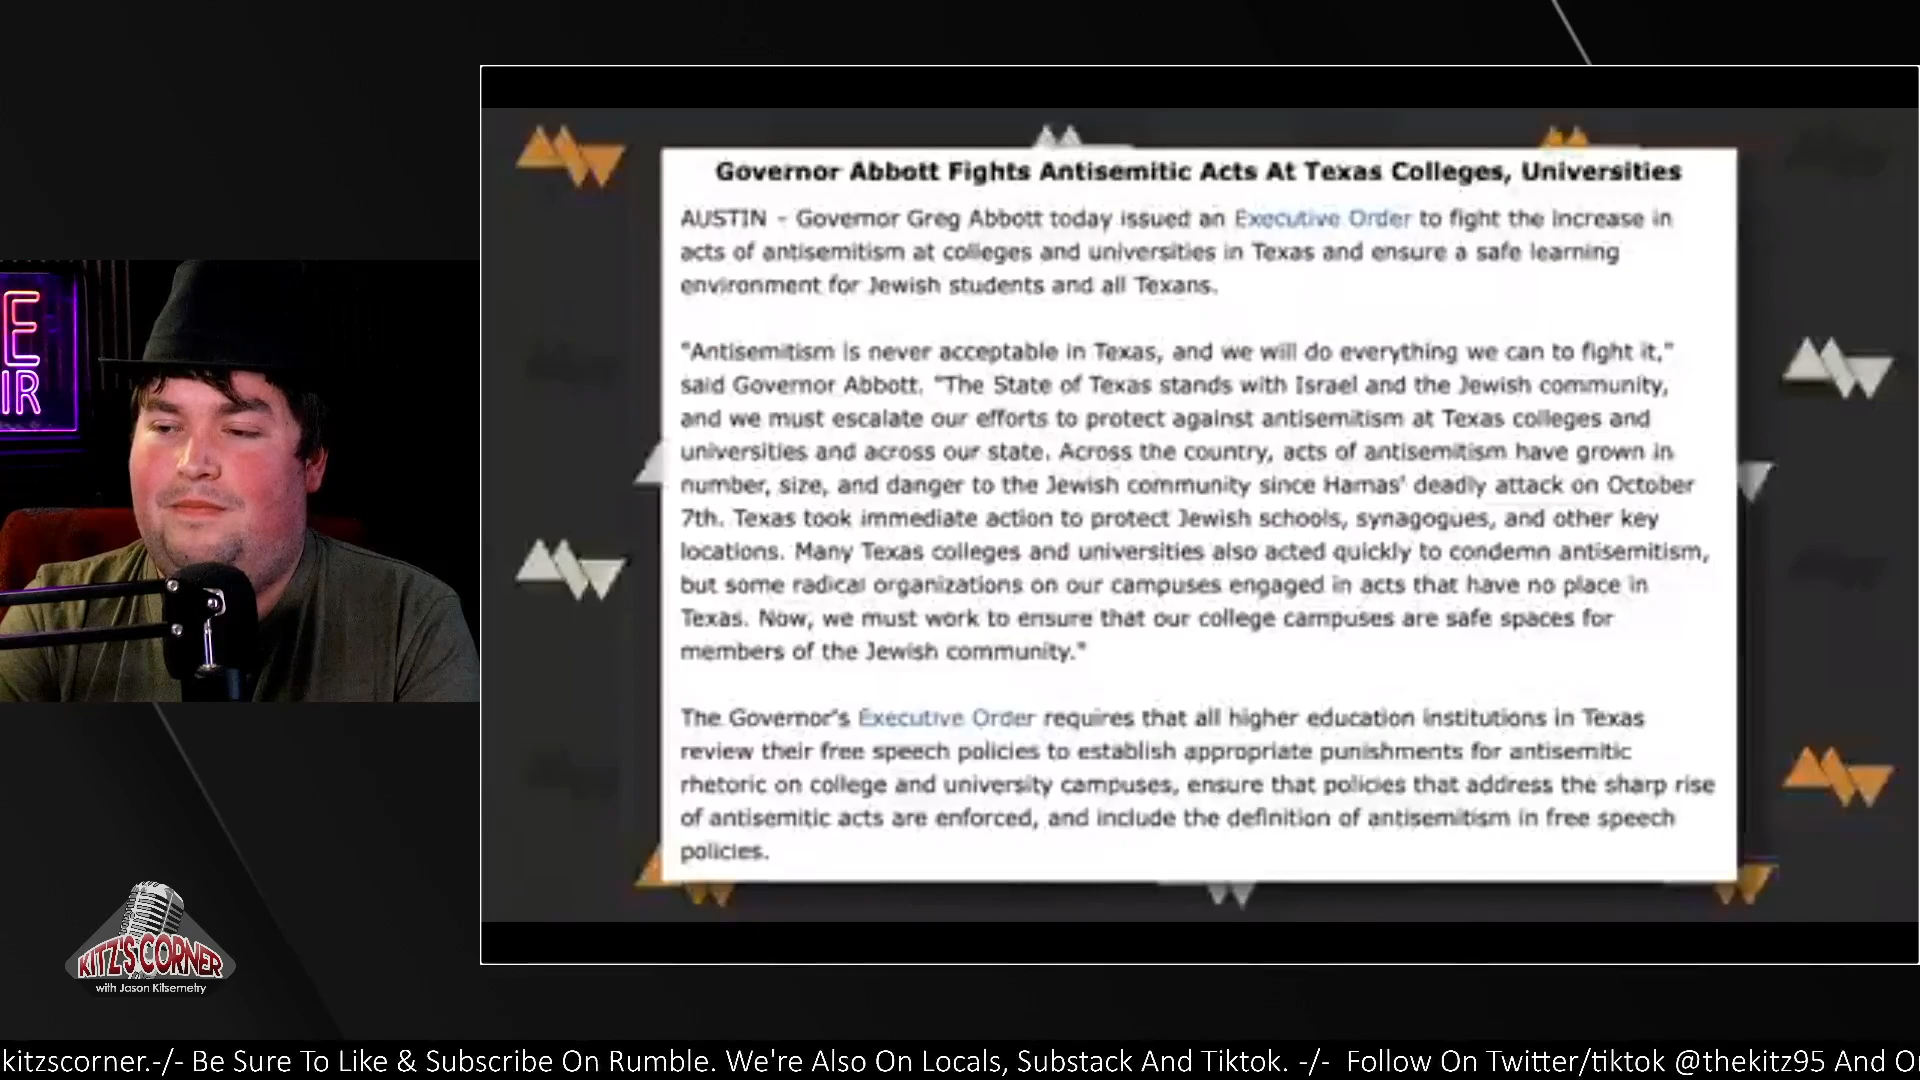 Governor Abbott Fights Antisemitic Acts At Texas Colleges, Universities
AUSTIN - Governor Greg Abbott today issued an Executive Order to fight the increase in
acts of antisemitism at colleges and universities in Texas and ensure a safe learning
environment for Jewish students and all Texans.
"Antisemitism is never acceptable in Texas, and we will do everything we can to fight it,"
said Governor Abbott. "The State of Texas stands with Israel and the Jewish community,
and we must escalate our efforts to protect against antisemitism at Texas colleges and
universities and across our state. Across the country, acts of antisemitism have grown in
number, size, and danger to the Jewish community since Hamas' deadly attack on October
7th. Texas took immediate action to protect Jewish schools, synagogues, and other key
locations. Many Texas colleges and universities also acted quickly to condemn antisemitism,
but some radical organizations on our campuses engaged in acts that have no place in
Texas. Now, we must work to ensure that our college campuses are safe spaces for
members of the Jewish community."
The Governor's Executive Order requires that all higher education institutions in Texas
review their free speech policies to establish appropriate punishments for antisemitic
rhetoric on college and university campuses, ensure that policies that address the sharp rise
of antisemitic acts are enforced, and include the definition of antisemitism in free speech
policies.
E
IR
KITZ'S CORNER
with Jason Kitsemetry
kitzscorner.-/- Be Sure To Like & Subscribe On Rumble. We're Also On Locals, Substack And Tiktok. -/- Follow On Twitter/tiktok @thekitz95 And O